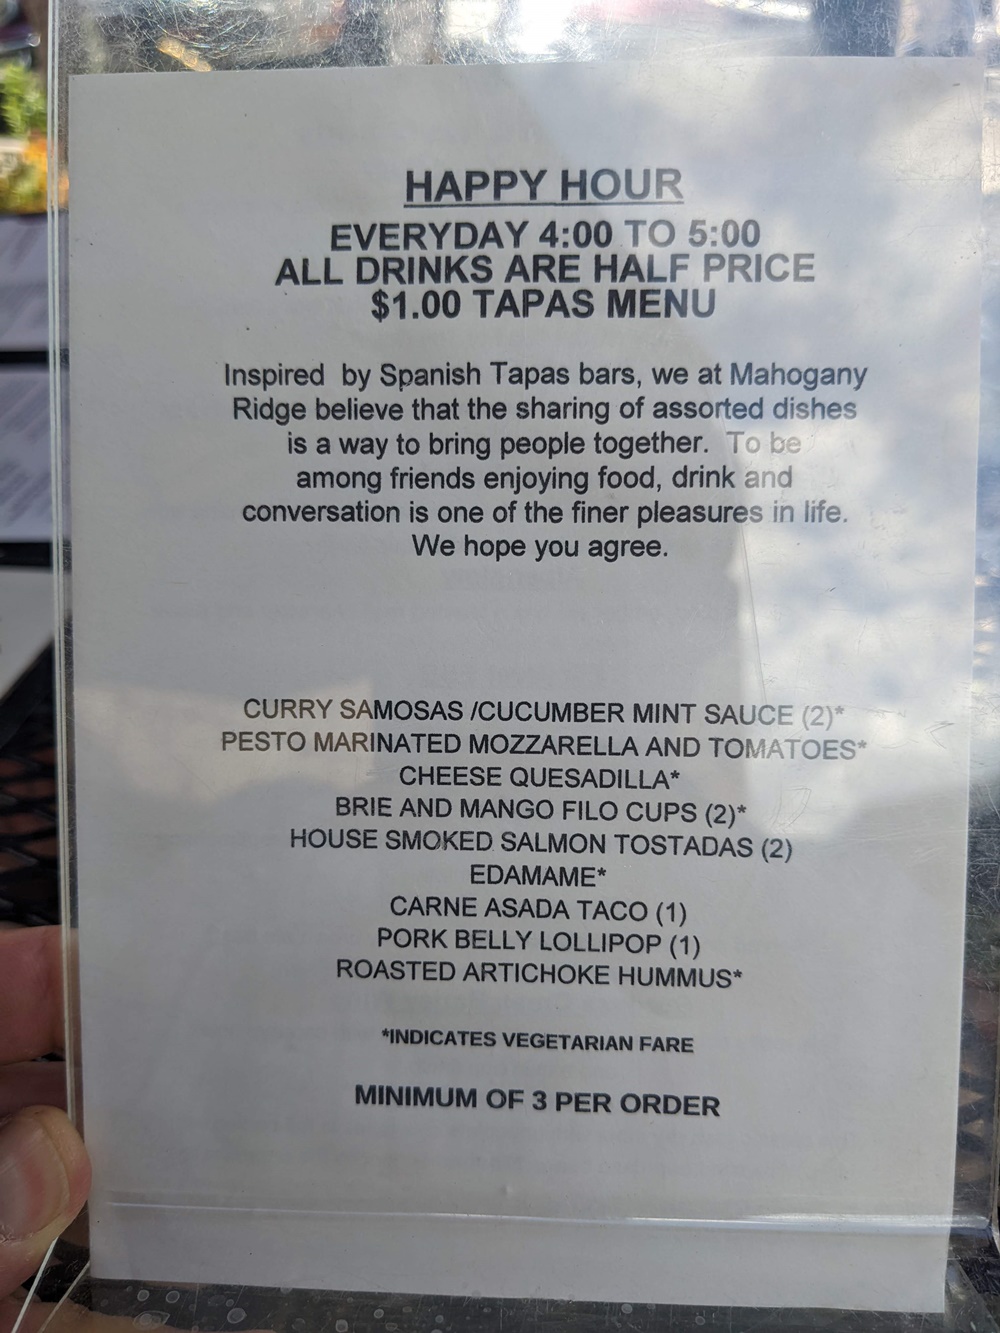 HAPPY HOUR
EVERYDAY 4:00 TO 5:00
ALL DRINKS ARE HALF PRICE
$1.00 TAPAS MENU
Inspired by Spanish Tapas bars, we at Mahogany
Ridge believe that the sharing of assorted dishes
is a way to bring people together. To be
among friends enjoying food, drink and
conversation is one of the finer pleasures in life.
We hope you agree.
CURRY SAMOSAS /CUCUMBER MINT SAUCE (2)*
PESTO MARINATED MOZZARELLA AND TOMATOES*
CHEESE QUESADILLA*
BRIE AND MANGO FILO CUPS (2)*
HOUSE SMOKED SALMON TOSTADAS (2)
EDAMAME*
CARNE ASADA TACO (1)
PORK BELLY LOLLIPOP (1)
ROASTED ARTICHOKE HUMMUS*
*INDICATES VEGETARIAN FARE
MINIMUM OF 3 PER ORDER